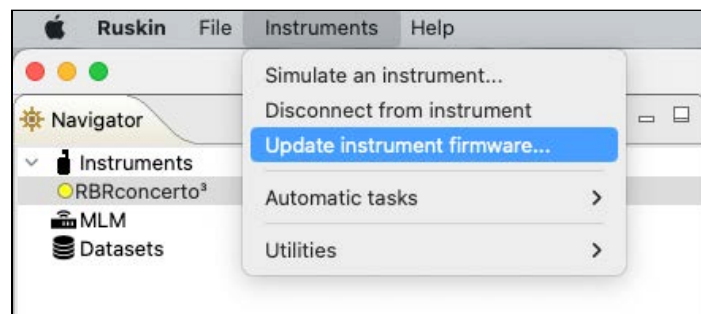 Ruskin File Instruments Help
Simulate an instrument...
Disconnect from instrument
Update instrument firmware...
Automatic tasks
Utilities
Navigator
Instruments
RBRconcerto³
MLM
Datasets